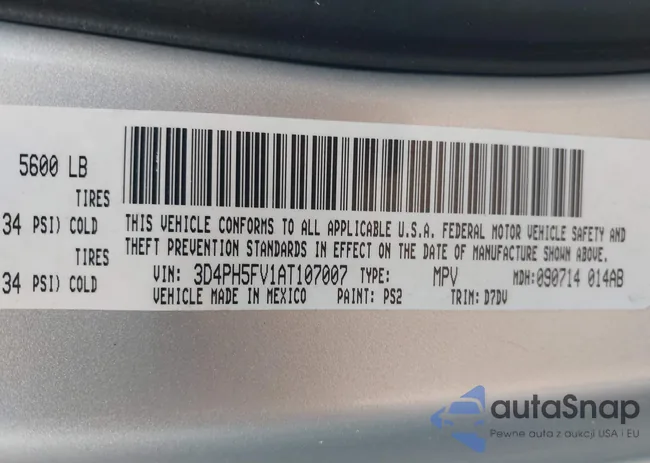 5600 LB
TIRES
34 PSI) COLD
TIRES
34 PSI) COLD
THIS VEHICLE CONFORMS TO ALL APPLICABLE U.S.A. FEDERAL MOTOR VEHICLE SAFETY AND
THEFT PREVENTION STANDARDS IN EFFECT ON THE DATE OF MANUFACTURE SHOWN ABOVE.
VIN: 3D4PH5FV1AT107007 TYPE: MPV MDH:090714 014AB
VEHICLE MADE IN MEXICO PAINT: PS2 TRIM: D7DV
autaSnap
Pewne auta z aukcji USA i EU